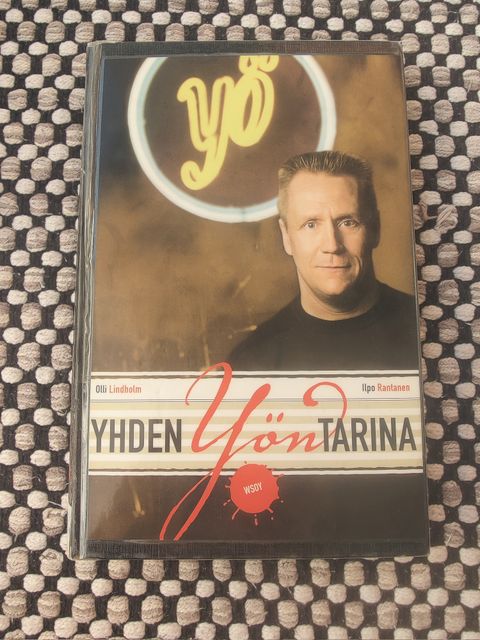 yö
Olli Lindholm Ilpo Rantanen
YHDEN Yön TARINA
WSOY